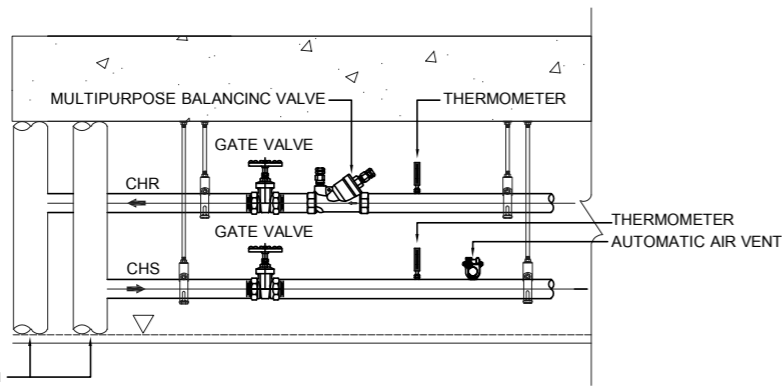 MULTIPURPOSE BALANCINC VALVE
THERMOMETER
GATE VALVE
CHR
THERMOMETER
GATE VALVE
AUTOMATIC AIR VENT
CHS